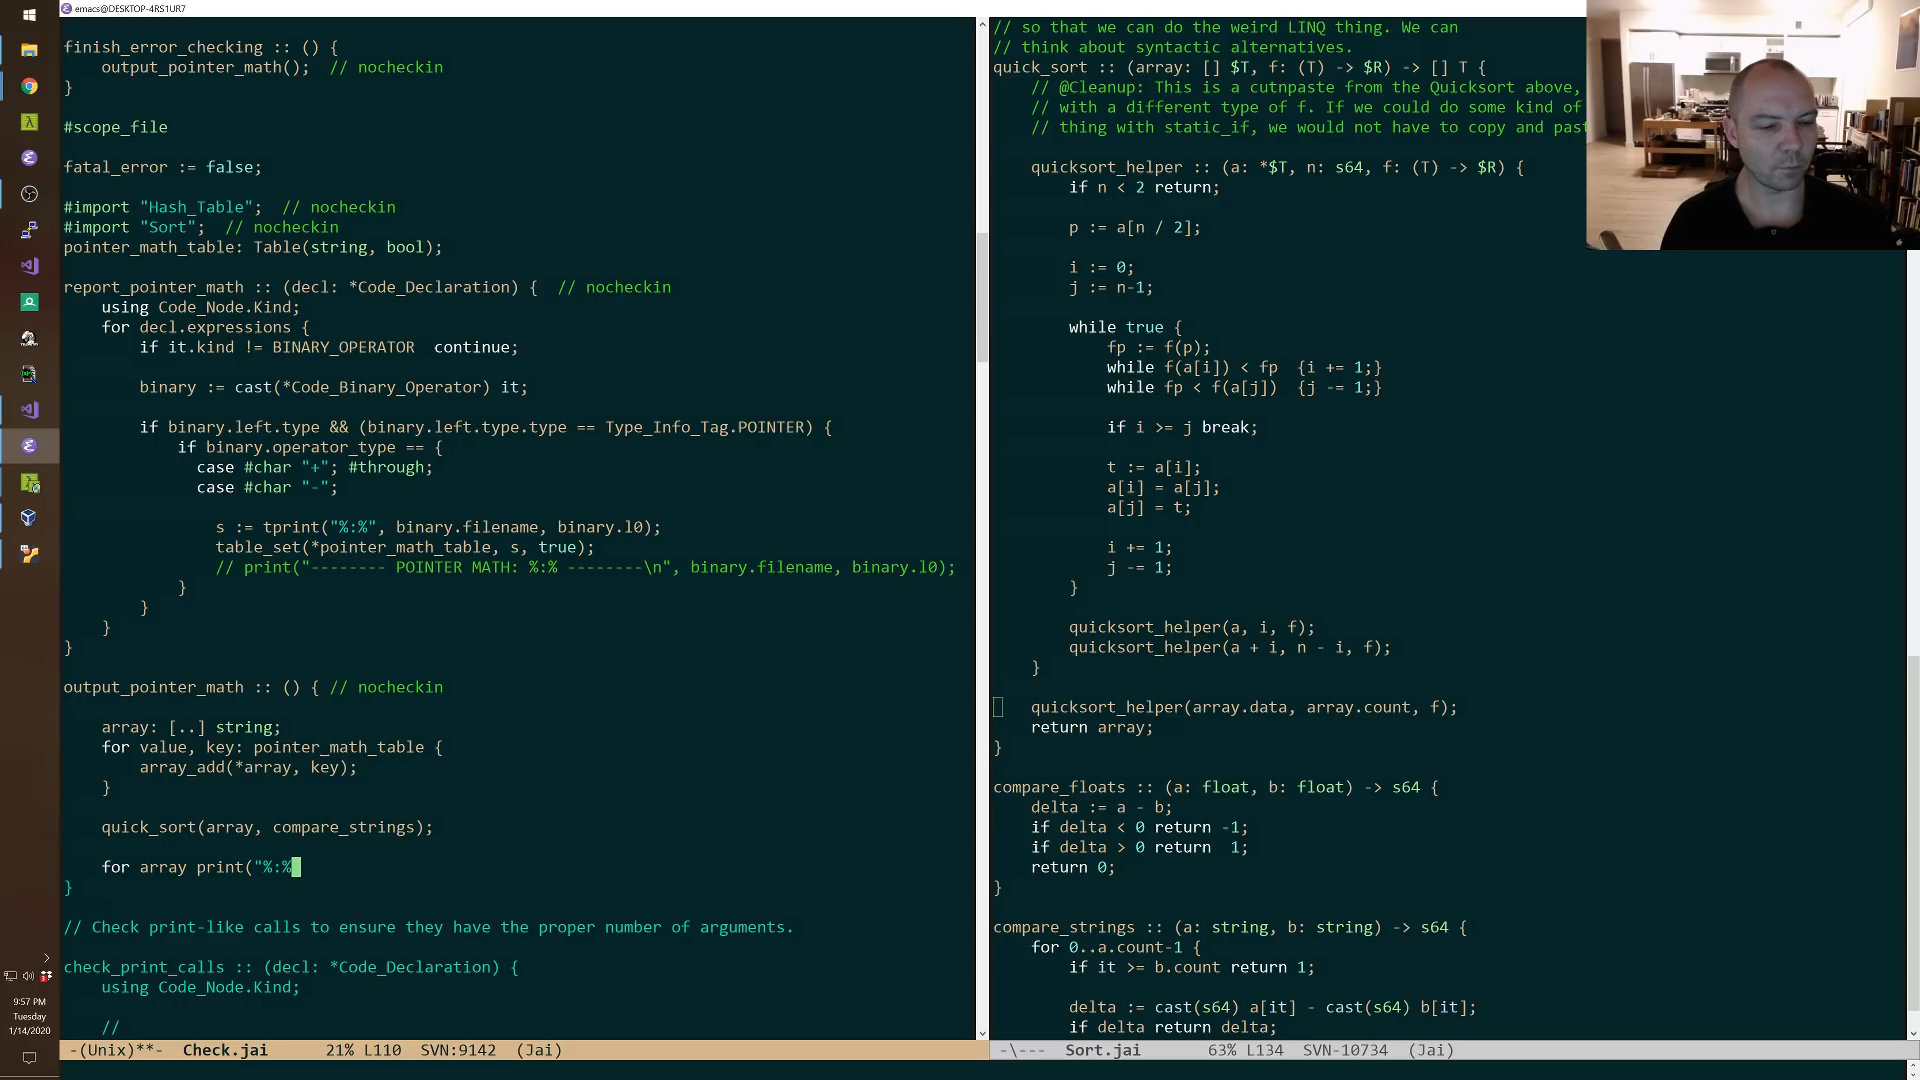 emacs@DESKTOP-4RS1UR7
finish_error_checking :: () {
    output_pointer_math();  // nocheckin
}
#scope_file
fatal_error := false;
#import "Hash_Table";  // nocheckin
#import "Sort";  // nocheckin
pointer_math_table: Table(string, bool);
report_pointer_math :: (decl: *Code_Declaration) {  // nocheckin
    using Code_Node.Kind;
    for decl.expressions {
        if it.kind != BINARY_OPERATOR  continue;
        binary := cast(*Code_Binary_Operator) it;
        if binary.left.type && (binary.left.type.type == Type_Info_Tag.POINTER) {
            if binary.operator_type == {
              case #char "+"; #through;
              case #char "-";
                s := tprint("%:%", binary.filename, binary.l0);
                table_set(*pointer_math_table, s, true);
                // print("-------- POINTER MATH: %:% --------\n", binary.filename, binary.l0);
            }
        }
    }
}
output_pointer_math :: () { // nocheckin
    array: [..] string;
    for value, key: pointer_math_table {
        array_add(*array, key);
    }
    quick_sort(array, compare_strings);
    for array print("%:%
}
// Check print-like calls to ensure they have the proper number of arguments.
check_print_calls :: (decl: *Code_Declaration) {
    using Code_Node.Kind;
    //
-(Unix)**-  Check.jai      21% L110  SVN:9142  (Jai)
// so that we can do the weird LINQ thing. We can
// think about syntactic alternatives.
quick_sort :: (array: [] $T, f: (T) -> $R) -> [] T {
    // @Cleanup: This is a cutnpaste from the Quicksort above,
    // with a different type of f. If we could do some kind of
    // thing with static_if, we would not have to copy and past
    quicksort_helper :: (a: *$T, n: s64, f: (T) -> $R) {
        if n < 2 return;
        p := a[n / 2];
        i := 0;
        j := n-1;
        while true {
            fp := f(p);
            while f(a[i]) < fp  {i += 1;}
            while fp < f(a[j])  {j -= 1;}
            if i >= j break;
            t := a[i];
            a[i] = a[j];
            a[j] = t;
            i += 1;
            j -= 1;
        }
        quicksort_helper(a, i, f);
        quicksort_helper(a + i, n - i, f);
    }
    quicksort_helper(array.data, array.count, f);
    return array;
}
compare_floats :: (a: float, b: float) -> s64 {
    delta := a - b;
    if delta < 0 return -1;
    if delta > 0 return  1;
    return 0;
}
compare_strings :: (a: string, b: string) -> s64 {
    for 0..a.count-1 {
        if it >= b.count return 1;
        delta := cast(s64) a[it] - cast(s64) b[it];
        if delta return delta;
-\---  Sort.jai       63% L134  SVN-10734  (Jai)
9:57 PM
Tuesday
1/14/2020